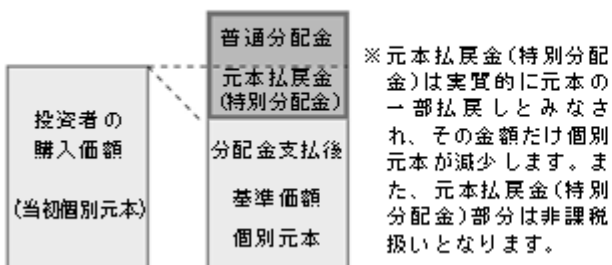 普通分配金
元本払戻金
(特別分配金)
投資者の
購入価額
(当初個別元本)
分配金支払後
基準価額
個別元本
※元本払戻金(特別分配
金)は実質的に元本の
一部払戻しとみなさ
れ、その金額だけ個別
元本が減少します。ま
た、元本払戻金(特別
分配金)部分は非課税
扱いとなります。